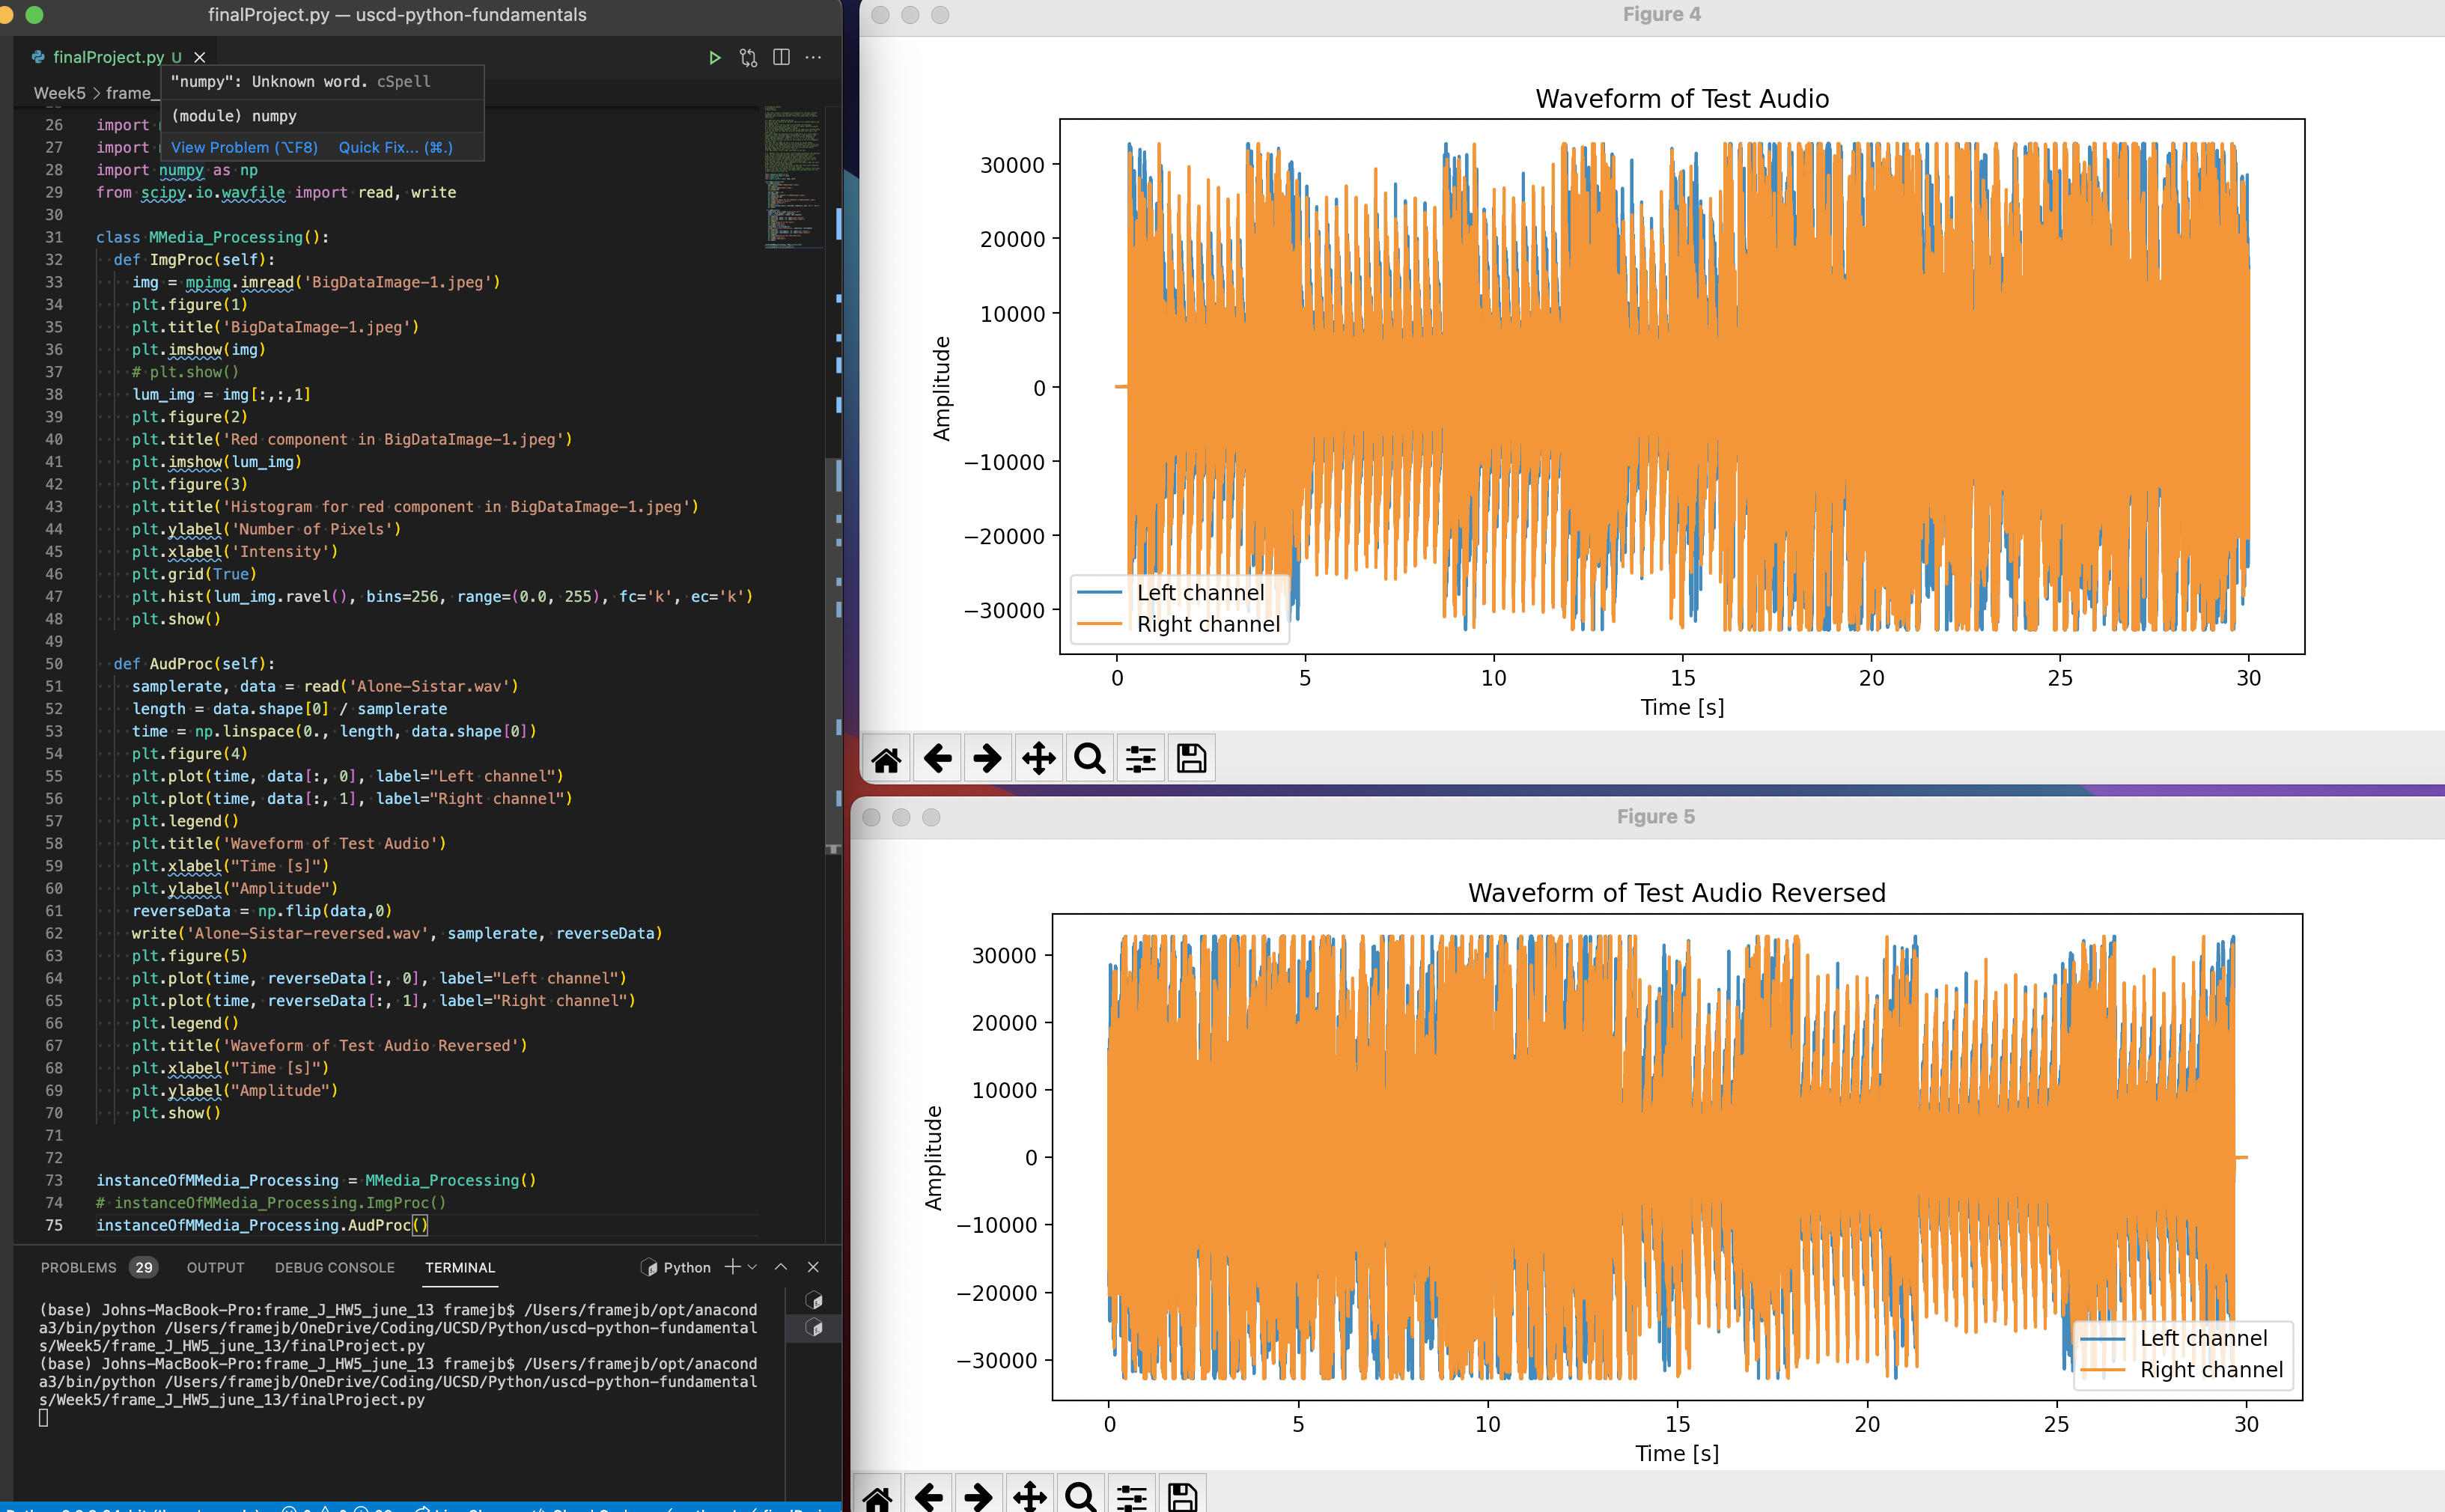 finalProject.py — uscd-python-fundamentals
finalProject.py U
Week5 > frame_
"numpy": Unknown word. cSpell
(module) numpy
View Problem (⌥F8) Quick Fix... (⌘.)
26 import
27 import
28 import numpy as np
29 from scipy.io.wavfile import read, write
30
31 class MMedia_Processing():
32 def ImgProc(self):
33 img = mpimg.imread('BigDataImage-1.jpeg')
34 plt.figure(1)
35 plt.title('BigDataImage-1.jpeg')
36 plt.imshow(img)
37 # plt.show()
38 lum_img = img[:,:,1]
39 plt.figure(2)
40 plt.title('Red component in BigDataImage-1.jpeg')
41 plt.imshow(lum_img)
42 plt.figure(3)
43 plt.title('Histogram for red component in BigDataImage-1.jpeg')
44 plt.ylabel('Number of Pixels')
45 plt.xlabel('Intensity')
46 plt.grid(True)
47 plt.hist(lum_img.ravel(), bins=256, range=(0.0, 255), fc='k', ec='k')
48 plt.show()
49
50 def AudProc(self):
51 samplerate, data = read('Alone-Sistar.wav')
52 length = data.shape[0] / samplerate
53 time = np.linspace(0., length, data.shape[0])
54 plt.figure(4)
55 plt.plot(time, data[:, 0], label="Left channel")
56 plt.plot(time, data[:, 1], label="Right channel")
57 plt.legend()
58 plt.title('Waveform of Test Audio')
59 plt.xlabel("Time [s]")
60 plt.ylabel("Amplitude")
61 reverseData = np.flip(data,0)
62 write('Alone-Sistar-reversed.wav', samplerate, reverseData)
63 plt.figure(5)
64 plt.plot(time, reverseData[:, 0], label="Left channel")
65 plt.plot(time, reverseData[:, 1], label="Right channel")
66 plt.legend()
67 plt.title('Waveform of Test Audio Reversed')
68 plt.xlabel("Time [s]")
69 plt.ylabel("Amplitude")
70 plt.show()
71
72
73 instanceOfMMedia_Processing = MMedia_Processing()
74 # instanceOfMMedia_Processing.ImgProc()
75 instanceOfMMedia_Processing.AudProc()
PROBLEMS 29 OUTPUT DEBUG CONSOLE TERMINAL Python
(base) Johns-MacBook-Pro:frame_J_HW5_june_13 framejb$ /Users/framejb/opt/anacond
a3/bin/python /Users/framejb/OneDrive/Coding/UCSD/Python/uscd-python-fundamental
s/Week5/frame_J_HW5_june_13/finalProject.py
(base) Johns-MacBook-Pro:frame_J_HW5_june_13 framejb$ /Users/framejb/opt/anacond
a3/bin/python /Users/framejb/OneDrive/Coding/UCSD/Python/uscd-python-fundamental
s/Week5/frame_J_HW5_june_13/finalProject.py
Figure 4
Waveform of Test Audio
30000
20000
10000
0
−10000
−20000
−30000
Amplitude
Left channel
Right channel
0 5 10 15 20 25 30
Time [s]
Figure 5
Waveform of Test Audio Reversed
30000
20000
10000
0
−10000
−20000
−30000
Amplitude
Left channel
Right channel
0 5 10 15 20 25 30
Time [s]